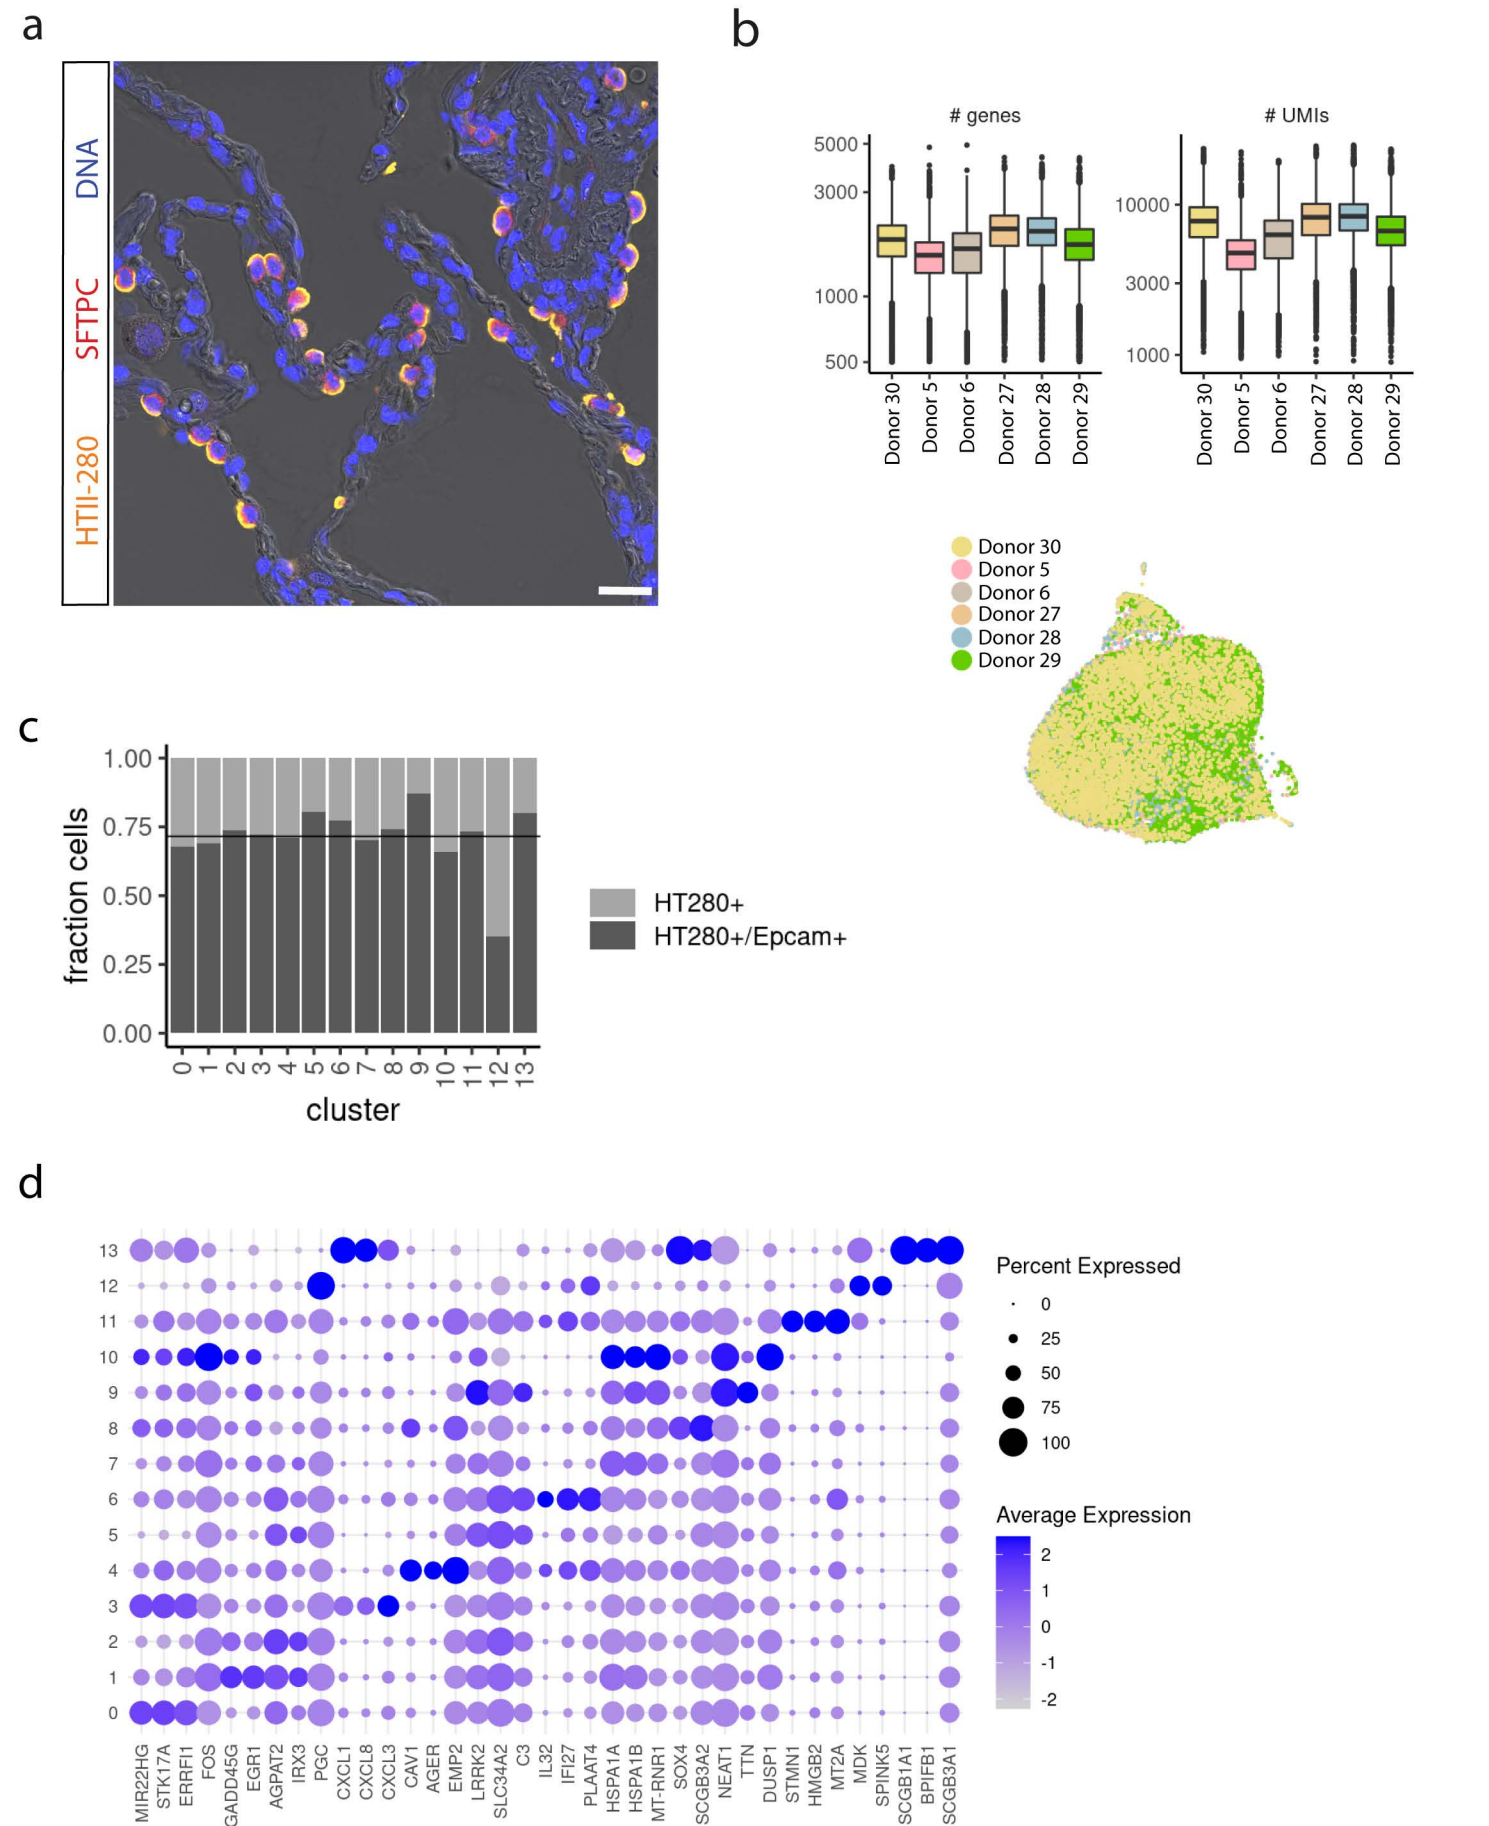 a
HTII-280 SFTPC DNA
b
# genes
5000
3000
1000
500
Donor 30
Donor 5
Donor 6
Donor 27
Donor 28
Donor 29
# UMIs
10000
3000
1000
Donor 30
Donor 5
Donor 6
Donor 27
Donor 28
Donor 29
Donor 30
Donor 5
Donor 6
Donor 27
Donor 28
Donor 29
c
fraction cells
1.00
0.75
0.50
0.25
0.00
0 1 2 3 4 5 6 7 8 9 10 11 12 13
cluster
HT280+
HT280+/Epcam+
d
13
12
11
10
9
8
7
6
5
4
3
2
1
0
MIR22HG
STK17A
ERRFI1
FOS
GADD45G
EGR1
AGPAT2
IRX3
PGC
CXCL1
CXCL8
CXCL3
CAV1
AGER
EMP2
LRRK2
SLC34A2
C3
IL32
IFI27
PLAAT4
HSPA1A
HSPA1B
MT-RNR1
SOX4
SCGB3A2
NEAT1
TTN
DUSP1
STMN1
HMGB2
MT2A
MDK
SPINK5
SCGB1A1
BPIFB1
SCGB3A1
Percent Expressed
0
25
50
75
100
Average Expression
2
1
0
-1
-2